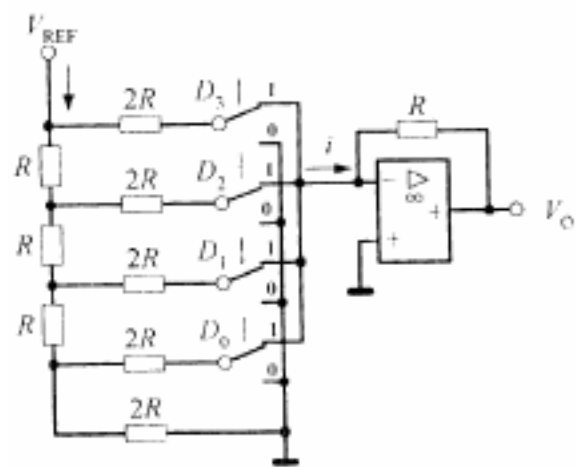 V_REF
2R D_3 1
0
R
R 2R D_2 1
0
i
− ▷
∞
+
+
V_O
R 2R D_1 1
0
R 2R D_0 1
0
2R